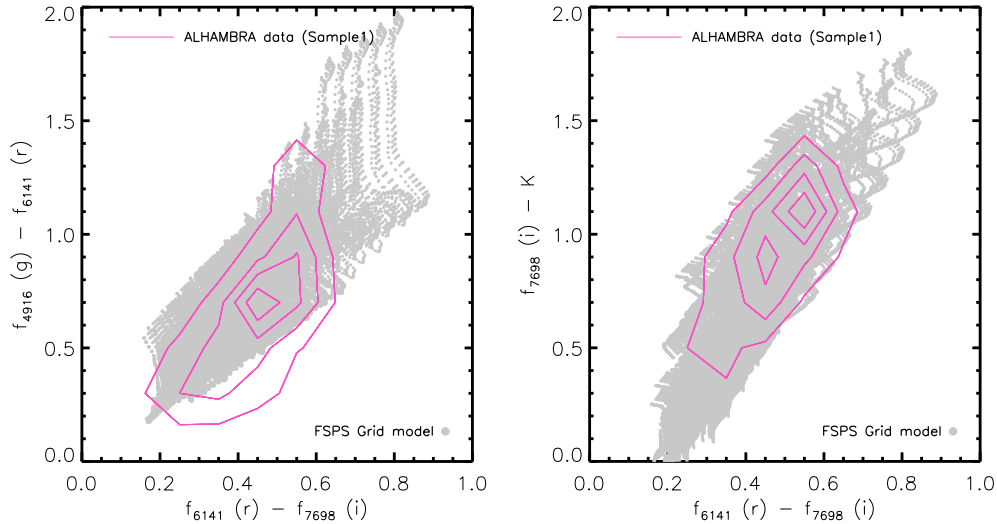 2.0
1.5
1.0
0.5
0.0
f4916 (g) − f6141 (r)
ALHAMBRA data (Sample1)
FSPS Grid model
0.0 0.2 0.4 0.6 0.8 1.0
f6141 (r) − f7698 (i)
2.0
1.5
1.0
0.5
0.0
f7698 (i) − K
ALHAMBRA data (Sample1)
FSPS Grid model
0.0 0.2 0.4 0.6 0.8 1.0
f6141 (r) − f7698 (i)